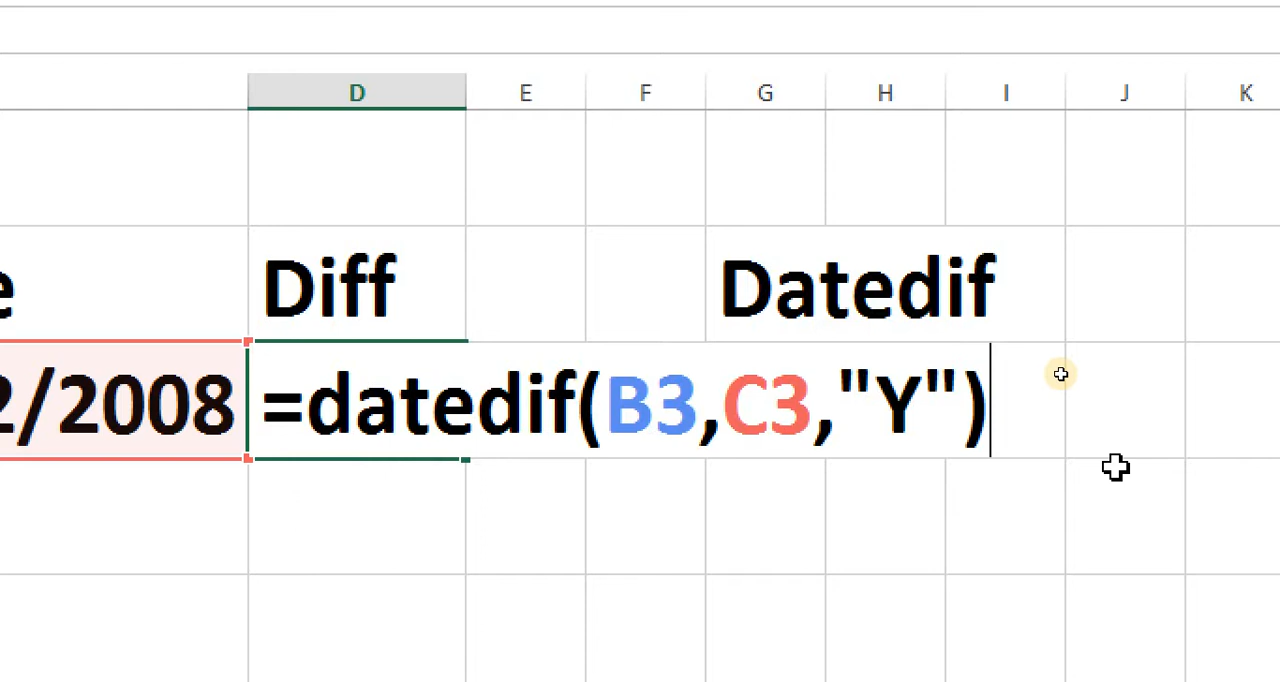 D E F G H I J K
e Diff Datedif
2/2008 =datedif(B3,C3,"Y")